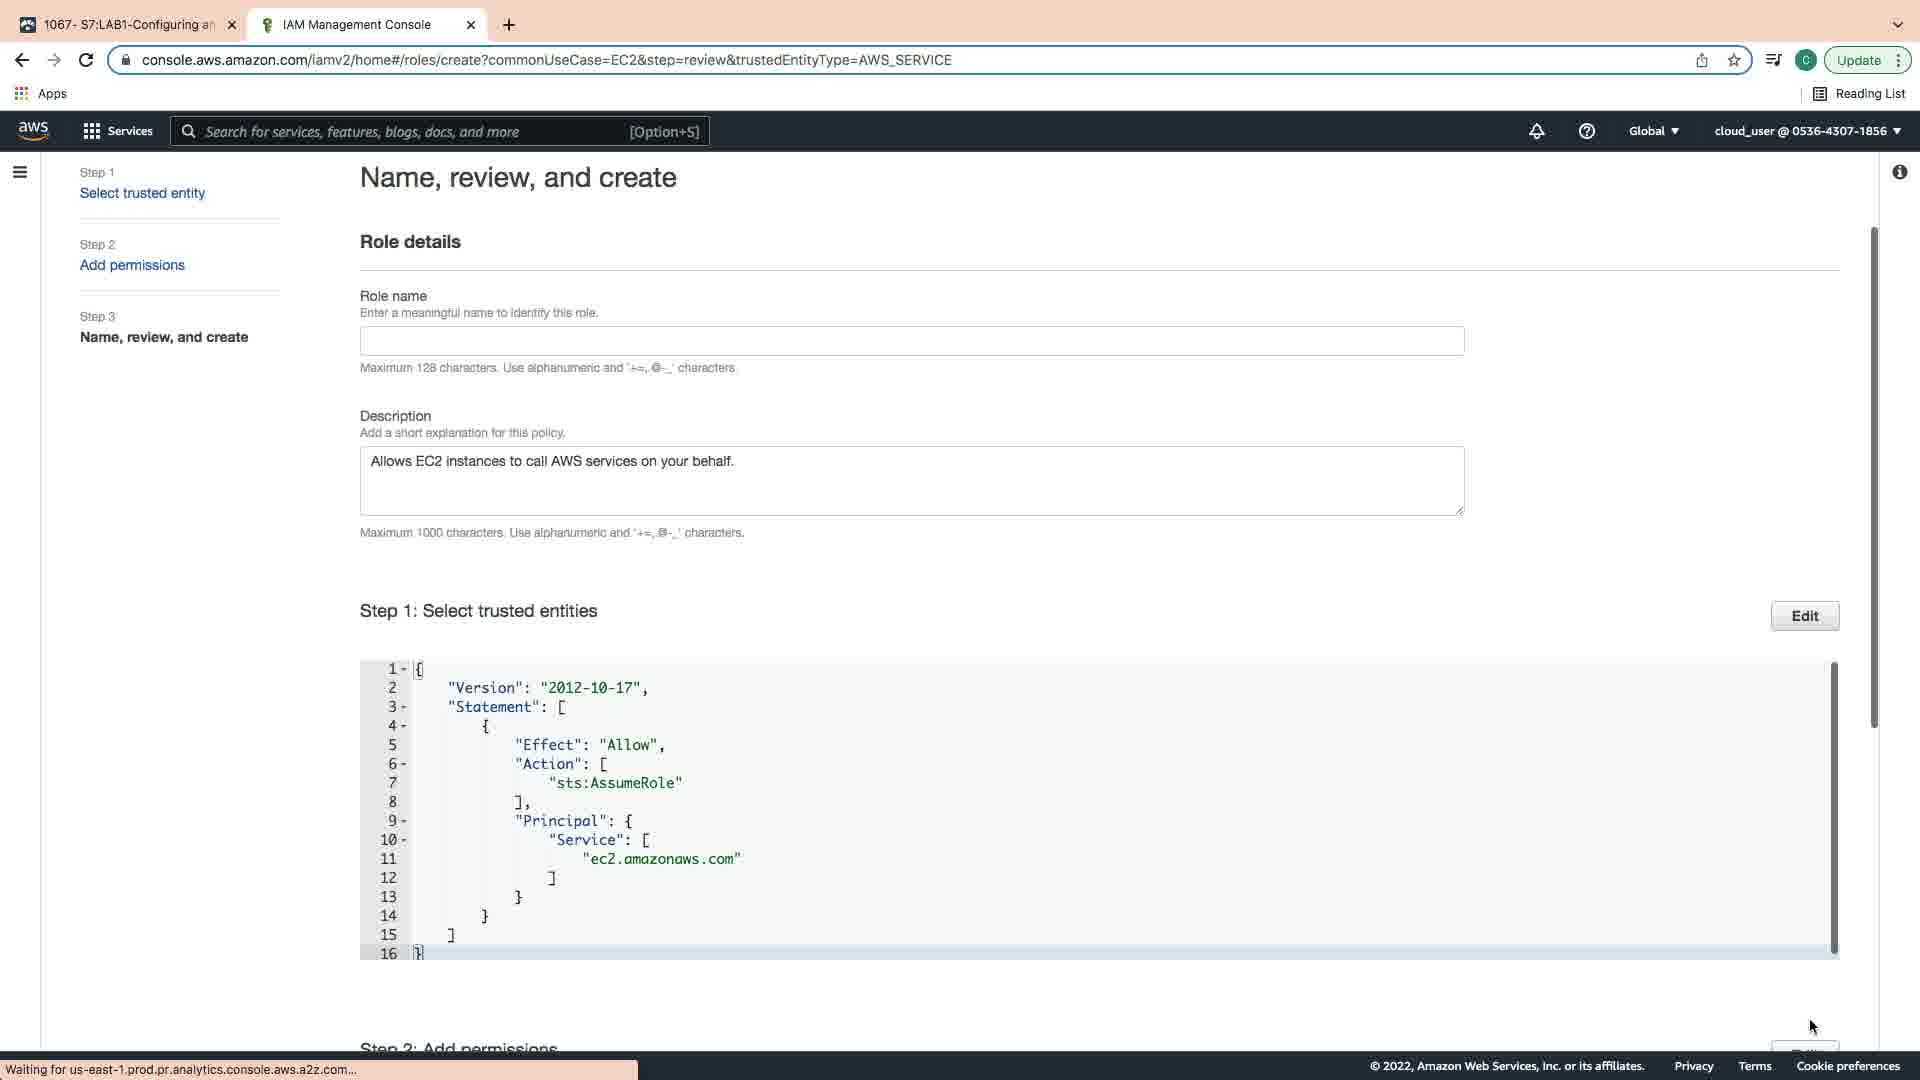 1067- S7:LAB1-Configuring an
IAM Management Console
console.aws.amazon.com/iamv2/home#/roles/create?commonUseCase=EC2&step=review&trustedEntityType=AWS_SERVICE
C
Update
Apps
Reading List
aws
Services
Search for services, features, blogs, docs, and more
[Option+S]
Global
cloud_user @ 0536-4307-1856
Step 1
Select trusted entity
Step 2
Add permissions
Step 3
Name, review, and create
Name, review, and create
Role details
Role name
Enter a meaningful name to identify this role.
Maximum 128 characters. Use alphanumeric and '+=,.@-_' characters.
Description
Add a short explanation for this policy.
Allows EC2 instances to call AWS services on your behalf.
Maximum 1000 characters. Use alphanumeric and '+=,.@-_' characters.
Step 1: Select trusted entities
Edit
1 {
2 "Version": "2012-10-17",
3 "Statement": [
4 {
5 "Effect": "Allow",
6 "Action": [
7 "sts:AssumeRole"
8 ],
9 "Principal": {
10 "Service": [
11 "ec2.amazonaws.com"
12 ]
13 }
14 }
15 ]
16 }
Step 2: Add permissions
Waiting for us-east-1.prod.pr.analytics.console.aws.a2z.com...
© 2022, Amazon Web Services, Inc. or its affiliates.
Privacy
Terms
Cookie preferences